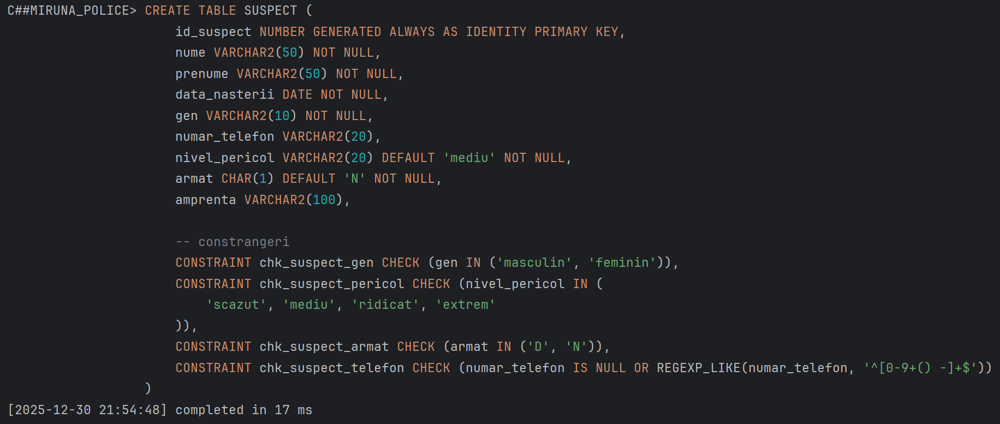 C##MIRUNA_POLICE> CREATE TABLE SUSPECT (
id_suspect NUMBER GENERATED ALWAYS AS IDENTITY PRIMARY KEY,
nume VARCHAR2(50) NOT NULL,
prenume VARCHAR2(50) NOT NULL,
data_nasterii DATE NOT NULL,
gen VARCHAR2(10) NOT NULL,
numar_telefon VARCHAR2(20),
nivel_pericol VARCHAR2(20) DEFAULT 'mediu' NOT NULL,
armat CHAR(1) DEFAULT 'N' NOT NULL,
amprenta VARCHAR2(100),
-- constrangeri
CONSTRAINT chk_suspect_gen CHECK (gen IN ('masculin', 'feminin')),
CONSTRAINT chk_suspect_pericol CHECK (nivel_pericol IN (
'scazut', 'mediu', 'ridicat', 'extrem'
)),
CONSTRAINT chk_suspect_armat CHECK (armat IN ('D', 'N')),
CONSTRAINT chk_suspect_telefon CHECK (numar_telefon IS NULL OR REGEXP_LIKE(numar_telefon, '^[0-9+() -]+$'))
)
[2025-12-30 21:54:48] completed in 17 ms